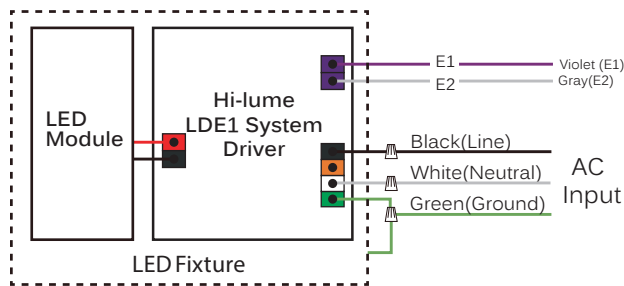 E1
Violet (E1)
E2
Gray(E2)
LED
Module
Hi-lume
LDE1 System
Driver
Black(Line)
White(Neutral)
Green(Ground)
AC
Input
LED Fixture